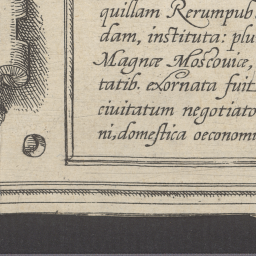 quillam Rerumpub.
dam, instituta: plu
Magnæ Moscouiæ,
tatib. exornata fuit
ciuitatum negotiato
ni, domestica oeconomi